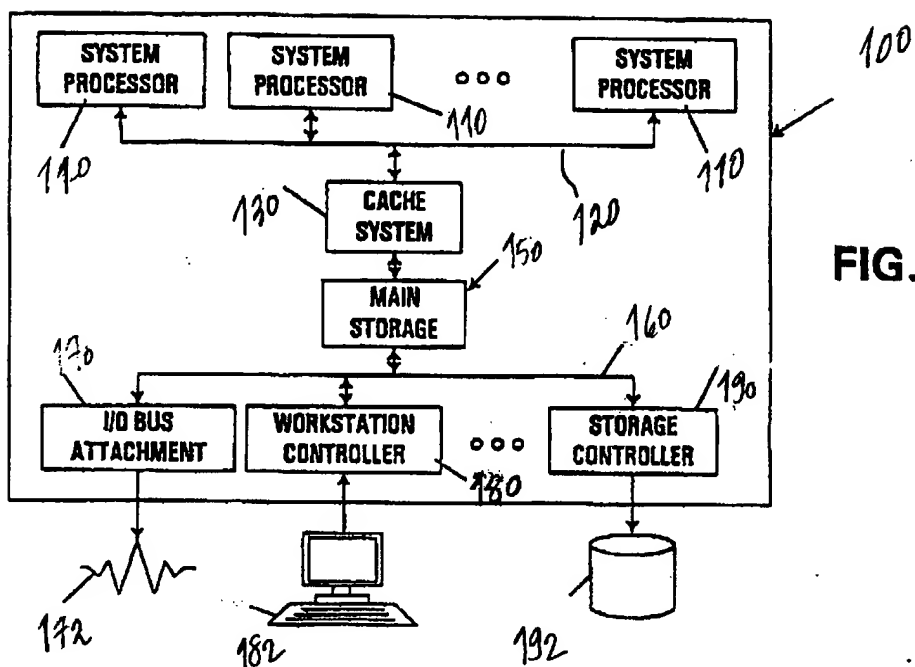 SYSTEM
PROCESSOR
SYSTEM
PROCESSOR
SYSTEM
PROCESSOR
100
110
110
110
120
130
CACHE
SYSTEM
150
MAIN
STORAGE
FIG.
160
170
I/O BUS
ATTACHMENT
WORKSTATION
CONTROLLER
180
STORAGE
CONTROLLER
190
172
182
192